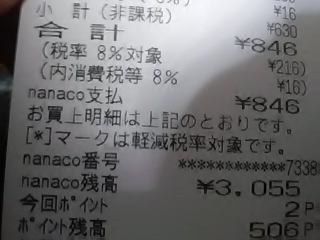 小 計(非課税) ¥630
合 計 ¥846
(税率 8%対象 ¥216)
(内消費税等 8% ¥16)
nanaco支払 ¥846
お買上明細は上記のとおりです。
[*]マークは軽減税率対象です。
nanaco番号 ************7338
nanaco残高 ¥3,055
今回ポイント 2P
ポイント残高 506P